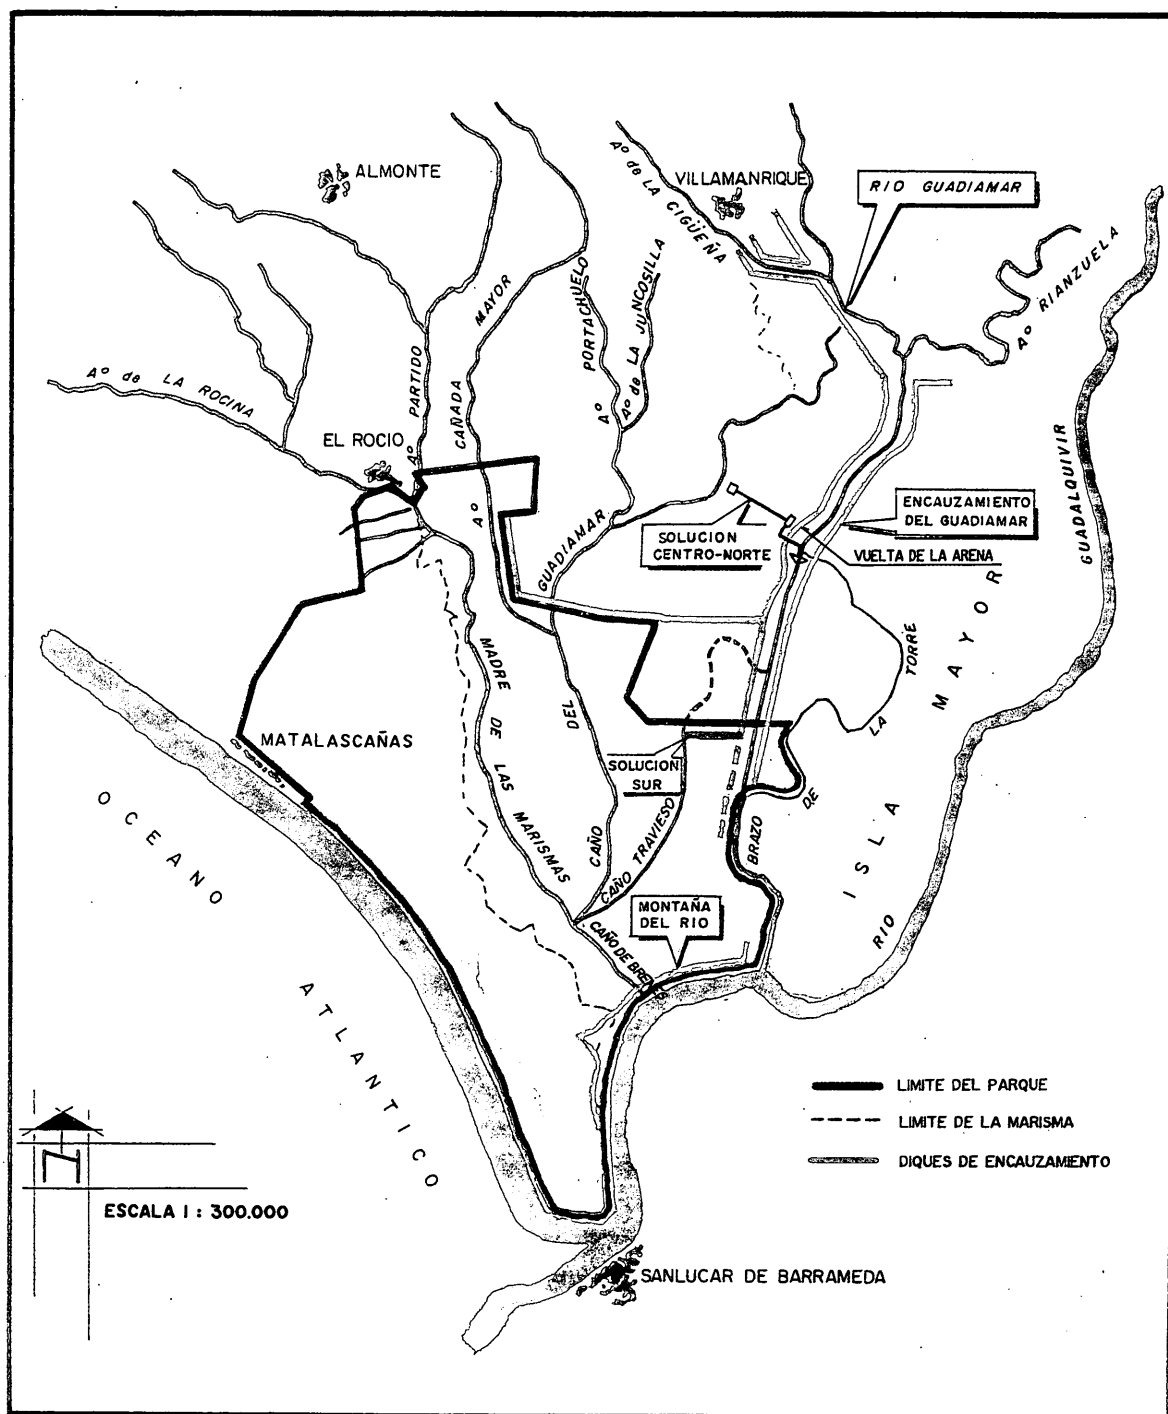 ALMONTE
VILLAMANRIQUE
RIO GUADIAMAR
Aº de LA CIGÜEÑA
Aº RIANZUELA
MAYOR
CAÑADA
Aº
PARTIDO
Aº
PORTACHUELO
Aº
Aº de LA JUNCOSILLA
Aº de LA ROCINA
EL ROCIO
GUADALQUIVIR
RIO
ENCAUZAMIENTO
DEL GUADIAMAR
SOLUCION
CENTRO-NORTE
VUELTA DE LA ARENA
GUADIAMAR
DEL
CAÑO
MADRE DE LAS MARISMAS
TORRE
LA
DE
BRAZO
ISLA MAYOR
MATALASCAÑAS
SOLUCION
SUR
CAÑO TRAVIESO
MONTAÑA
DEL RIO
CAÑO DE BRENES
OCEANO
ATLANTICO
LIMITE DEL PARQUE
LIMITE DE LA MARISMA
DIQUES DE ENCAUZAMIENTO
N
ESCALA 1 : 300.000
SANLUCAR DE BARRAMEDA